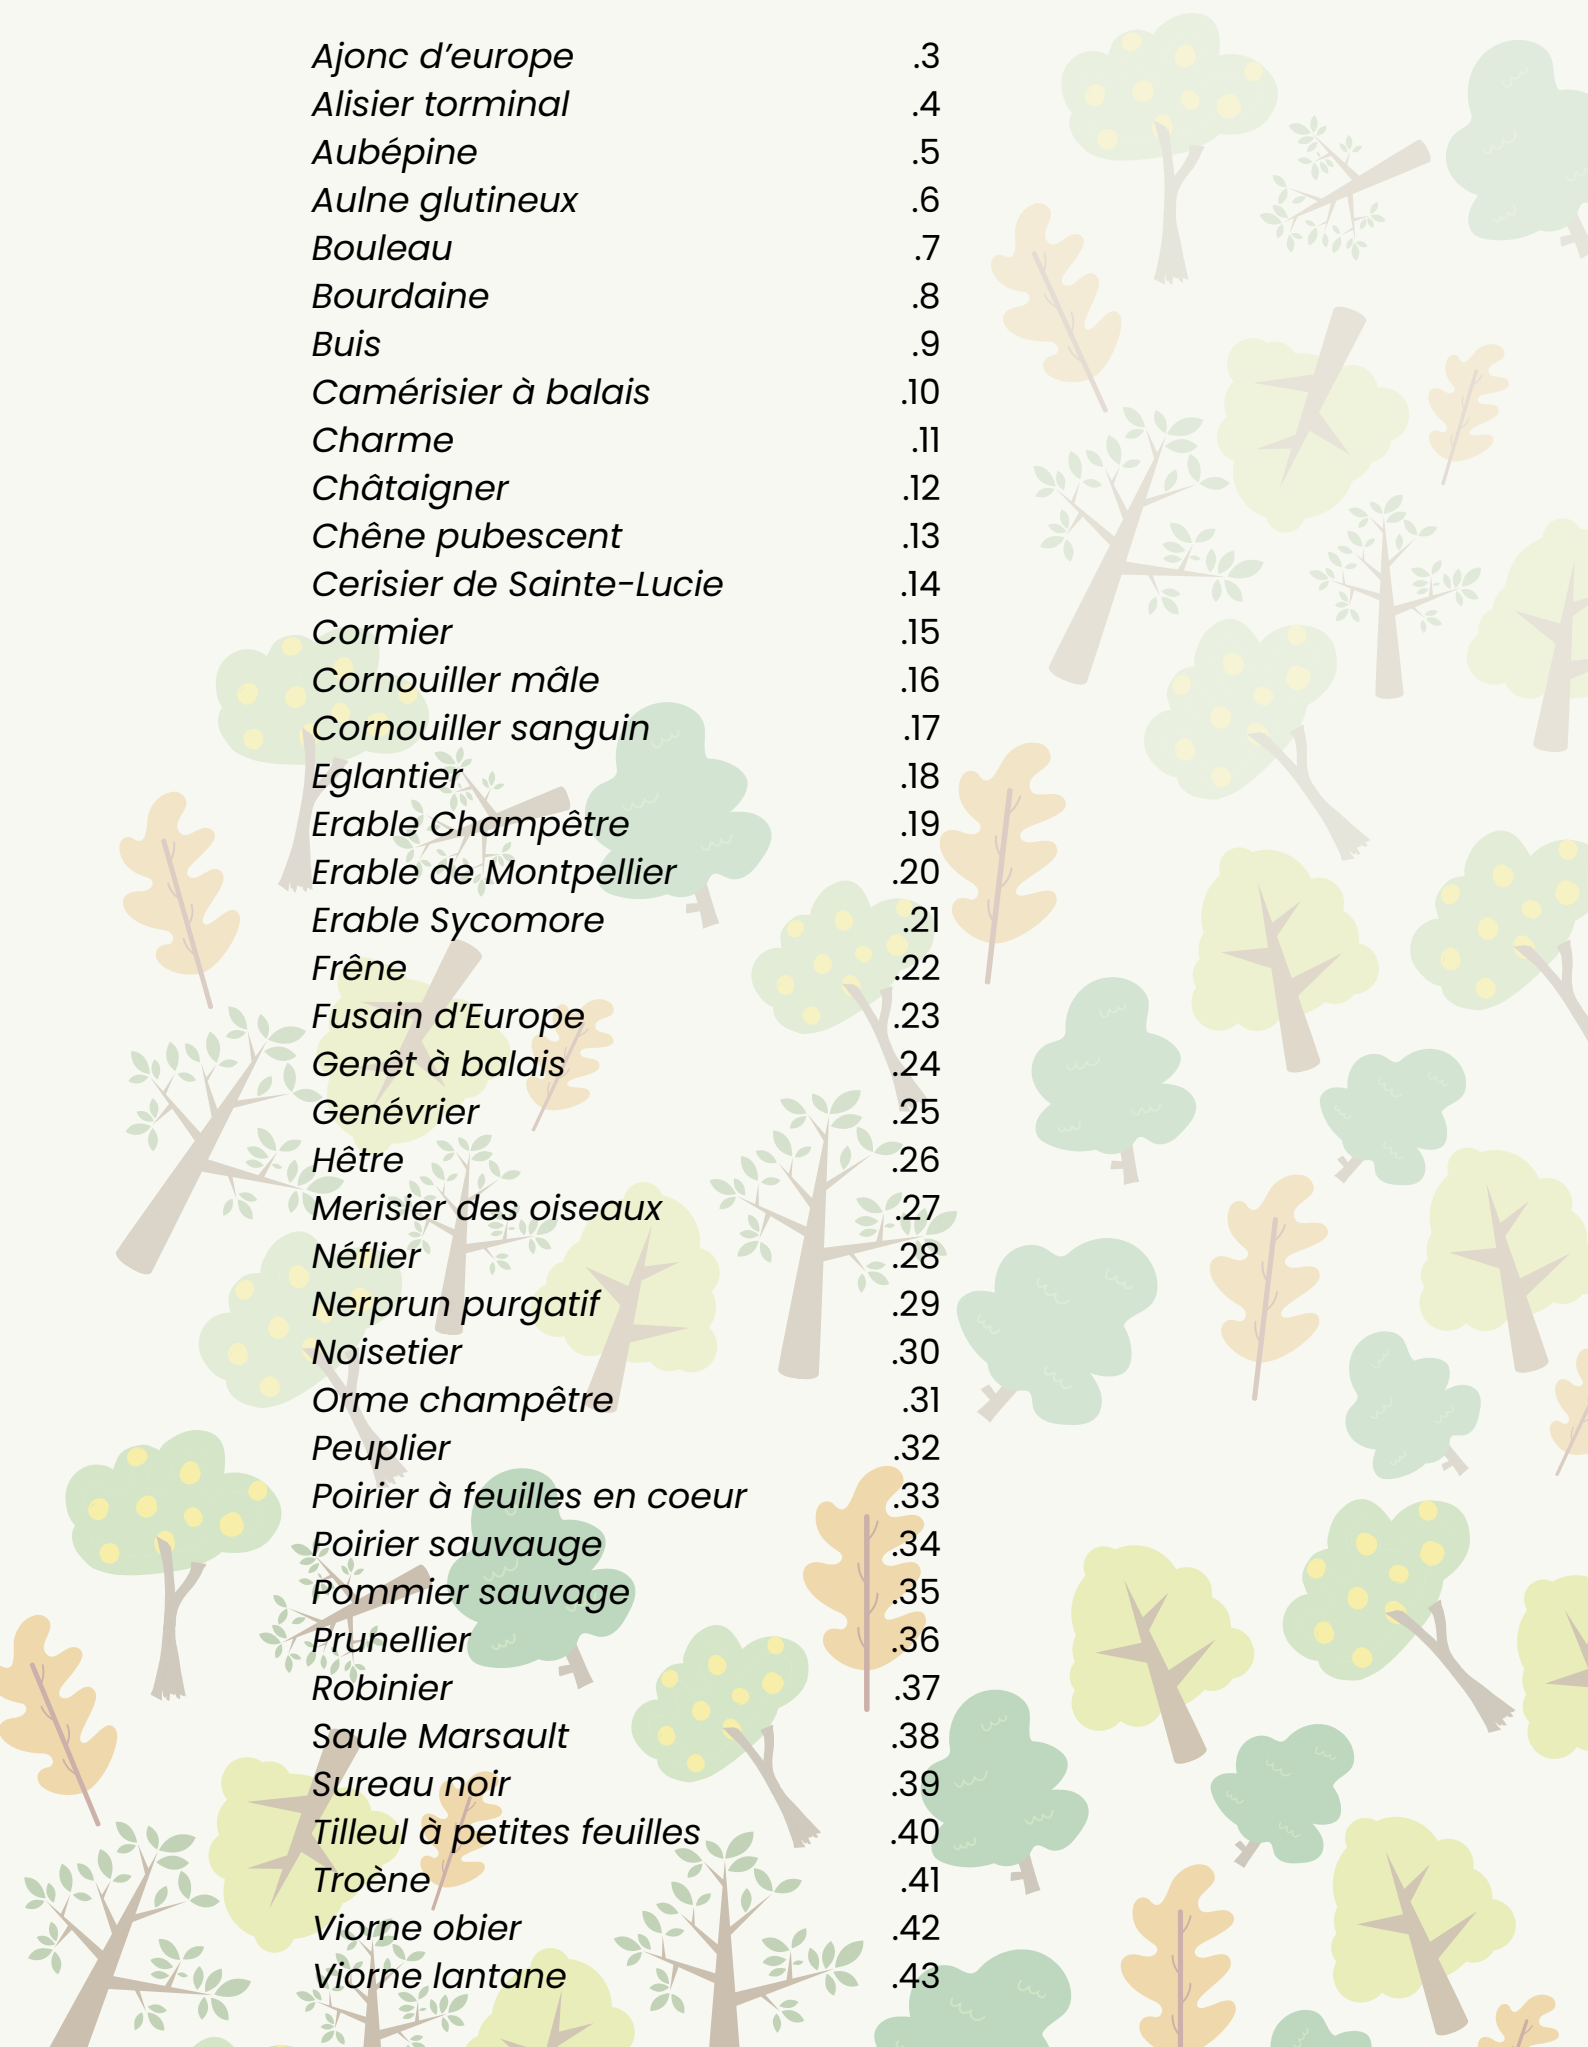 Ajonc d’europe .3
Alisier torminal .4
Aubépine .5
Aulne glutineux .6
Bouleau .7
Bourdaine .8
Buis .9
Camérisier à balais .10
Charme .11
Châtaigner .12
Chêne pubescent .13
Cerisier de Sainte-Lucie .14
Cormier .15
Cornouiller mâle .16
Cornouiller sanguin .17
Eglantier .18
Erable Champêtre .19
Erable de Montpellier .20
Erable Sycomore .21
Frêne .22
Fusain d’Europe .23
Genêt à balais .24
Genévrier .25
Hêtre .26
Merisier des oiseaux .27
Néflier .28
Nerprun purgatif .29
Noisetier .30
Orme champêtre .31
Peuplier .32
Poirier à feuilles en coeur .33
Poirier sauvauge .34
Pommier sauvage .35
Prunellier .36
Robinier .37
Saule Marsault .38
Sureau noir .39
Tilleul à petites feuilles .40
Troène .41
Viorne obier .42
Viorne lantane .43